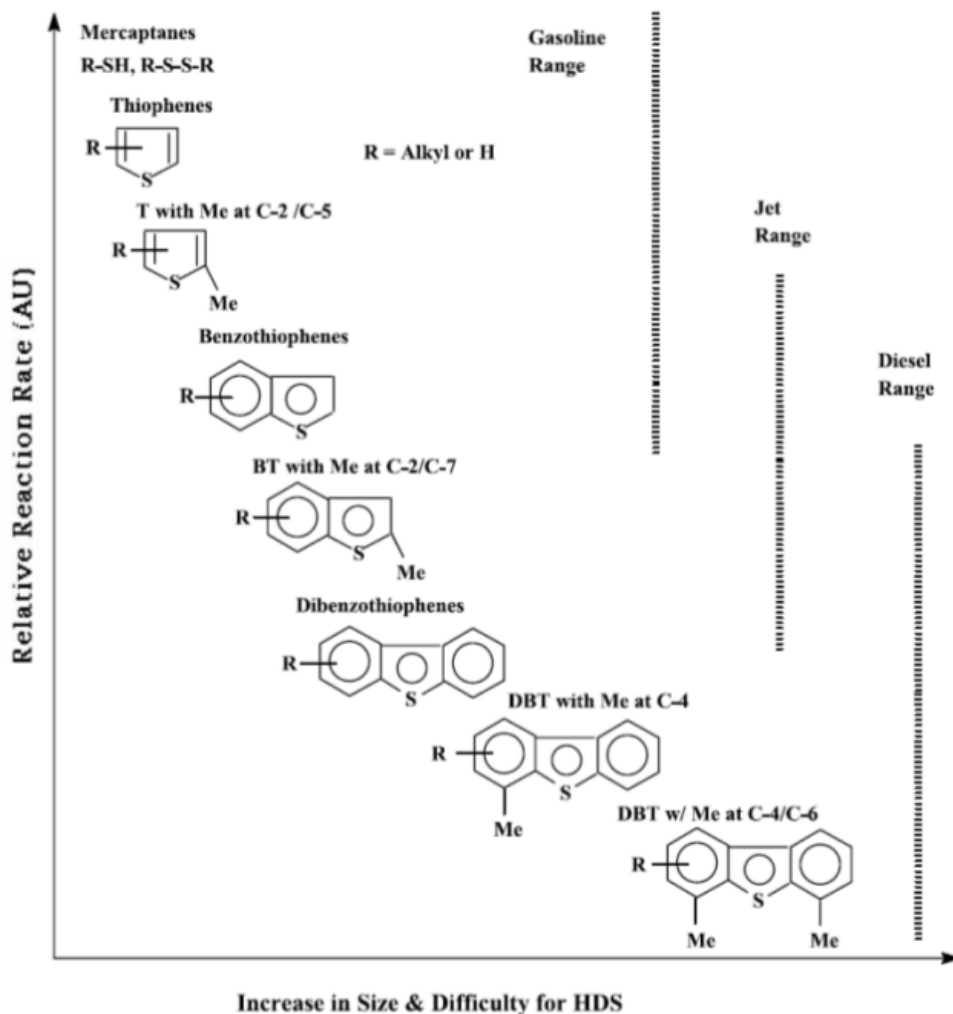 Mercaptanes
R-SH, R-S-S-R
Gasoline
Range
Thiophenes
R
S
R = Alkyl or H
T with Me at C-2 /C-5
R
S
Me
Jet
Range
Benzothiophenes
R
S
Diesel
Range
BT with Me at C-2/C-7
R
S
Me
Dibenzothiophenes
R
S
DBT with Me at C-4
R
S
Me
DBT w/ Me at C-4/C-6
R
S
Me
Me
Relative Reaction Rate (AU)
Increase in Size & Difficulty for HDS